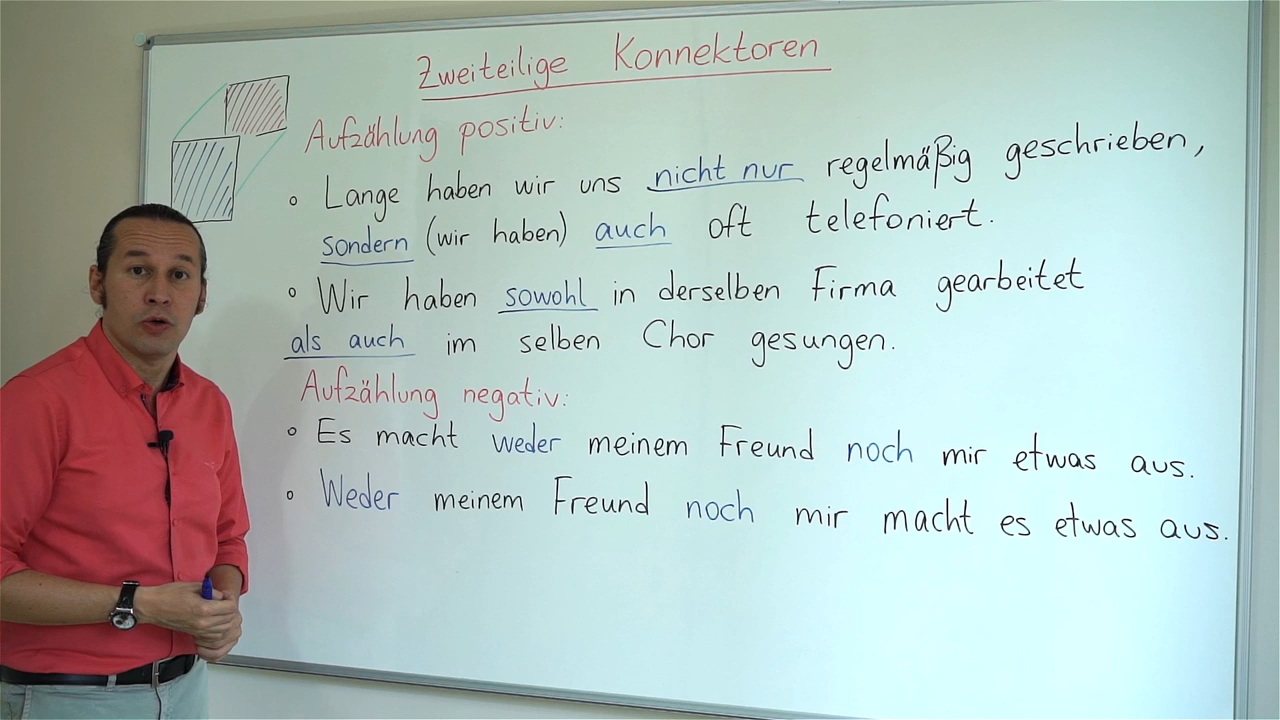 Zweiteilige Konnektoren
Aufzählung positiv:
° Lange haben wir uns nicht nur regelmäßig geschrieben,
sondern (wir haben) auch oft telefoniert.
° Wir haben sowohl in derselben Firma gearbeitet
als auch im selben Chor gesungen.
Aufzählung negativ:
° Es macht weder meinem Freund noch mir etwas aus.
° Weder meinem Freund noch mir macht es etwas aus.